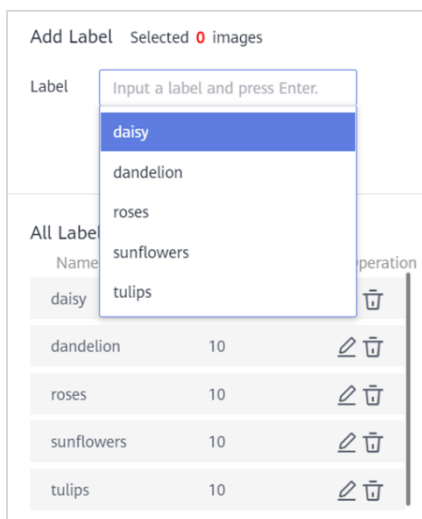 Add Label Selected 0 images
Label Input a label and press Enter.
daisy
dandelion
roses
sunflowers
tulips
All Label
Name peration
daisy
dandelion 10
roses 10
sunflowers 10
tulips 10